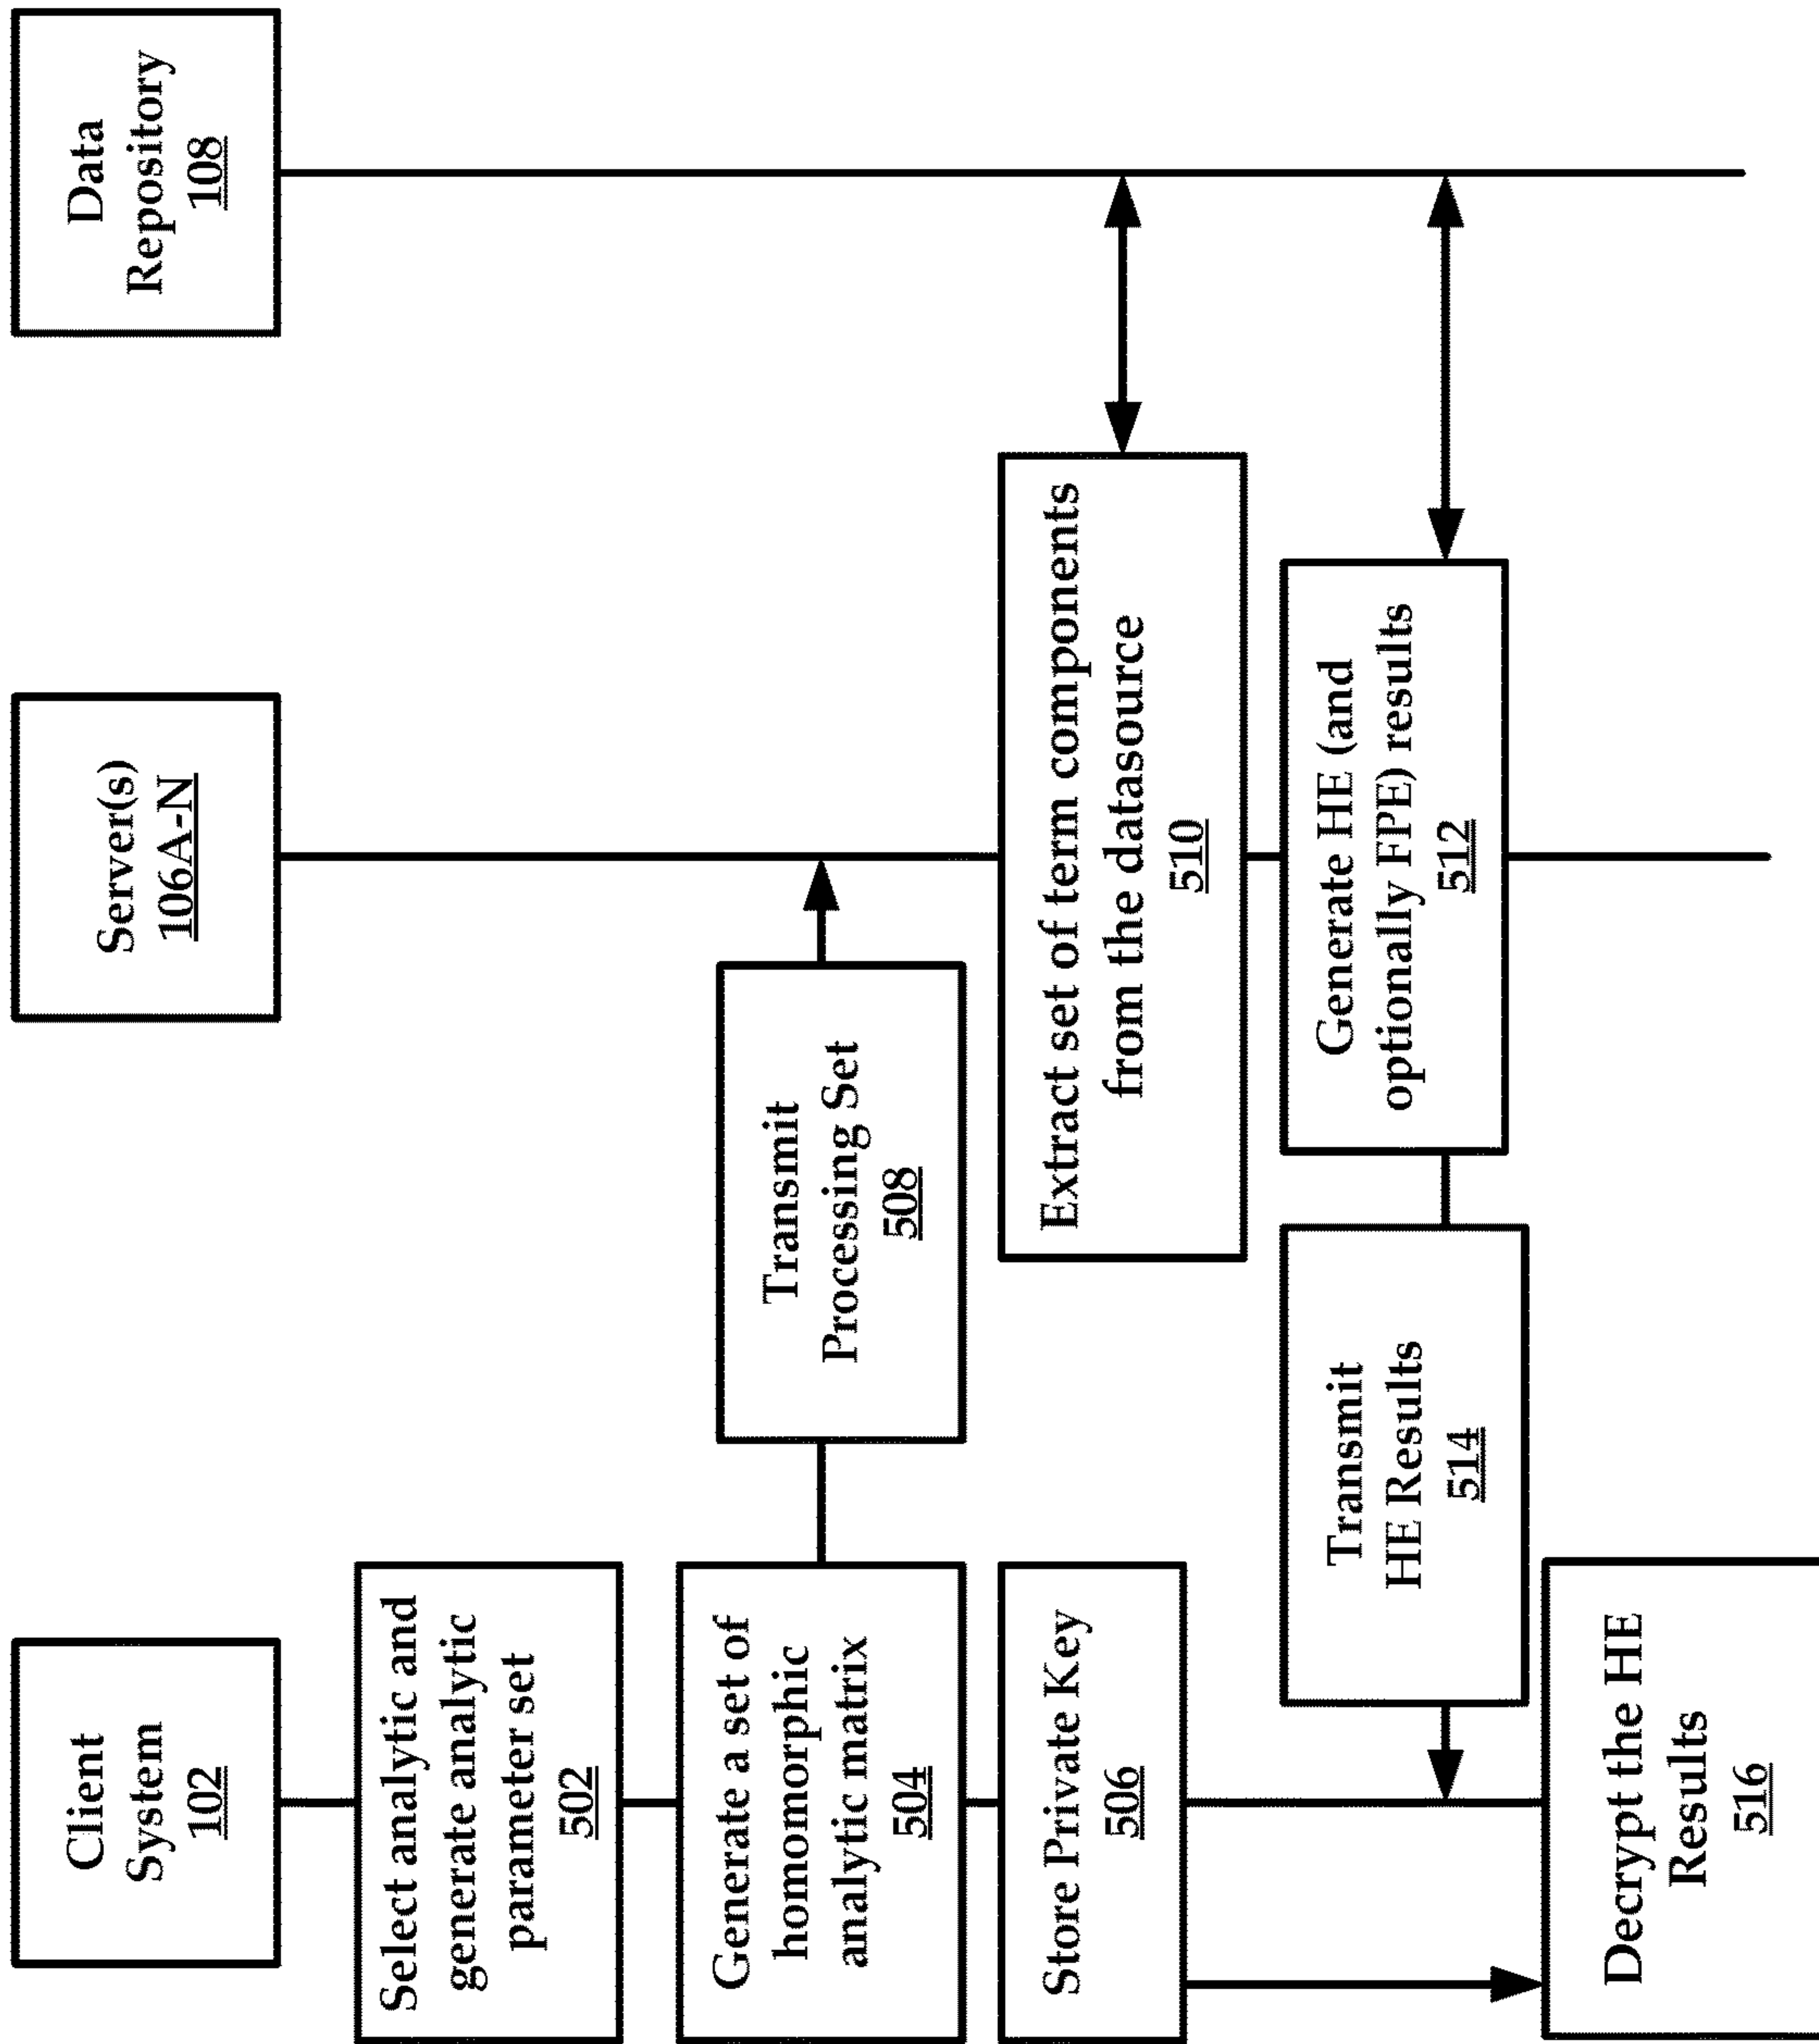 Client
System
102
Servers(s)
106A-N
Data
Repository
108
Select analytic and
generate analytic
parameter set
502
Generate a set of
homomorphic
analytic matrix
504
Transmit
Processing Set
508
Store Private Key
506
Extract set of term components
from the datasource
510
Generate HE (and
optionally FPE) results
512
Transmit
HE Results
514
Decrypt the HE
Results
516